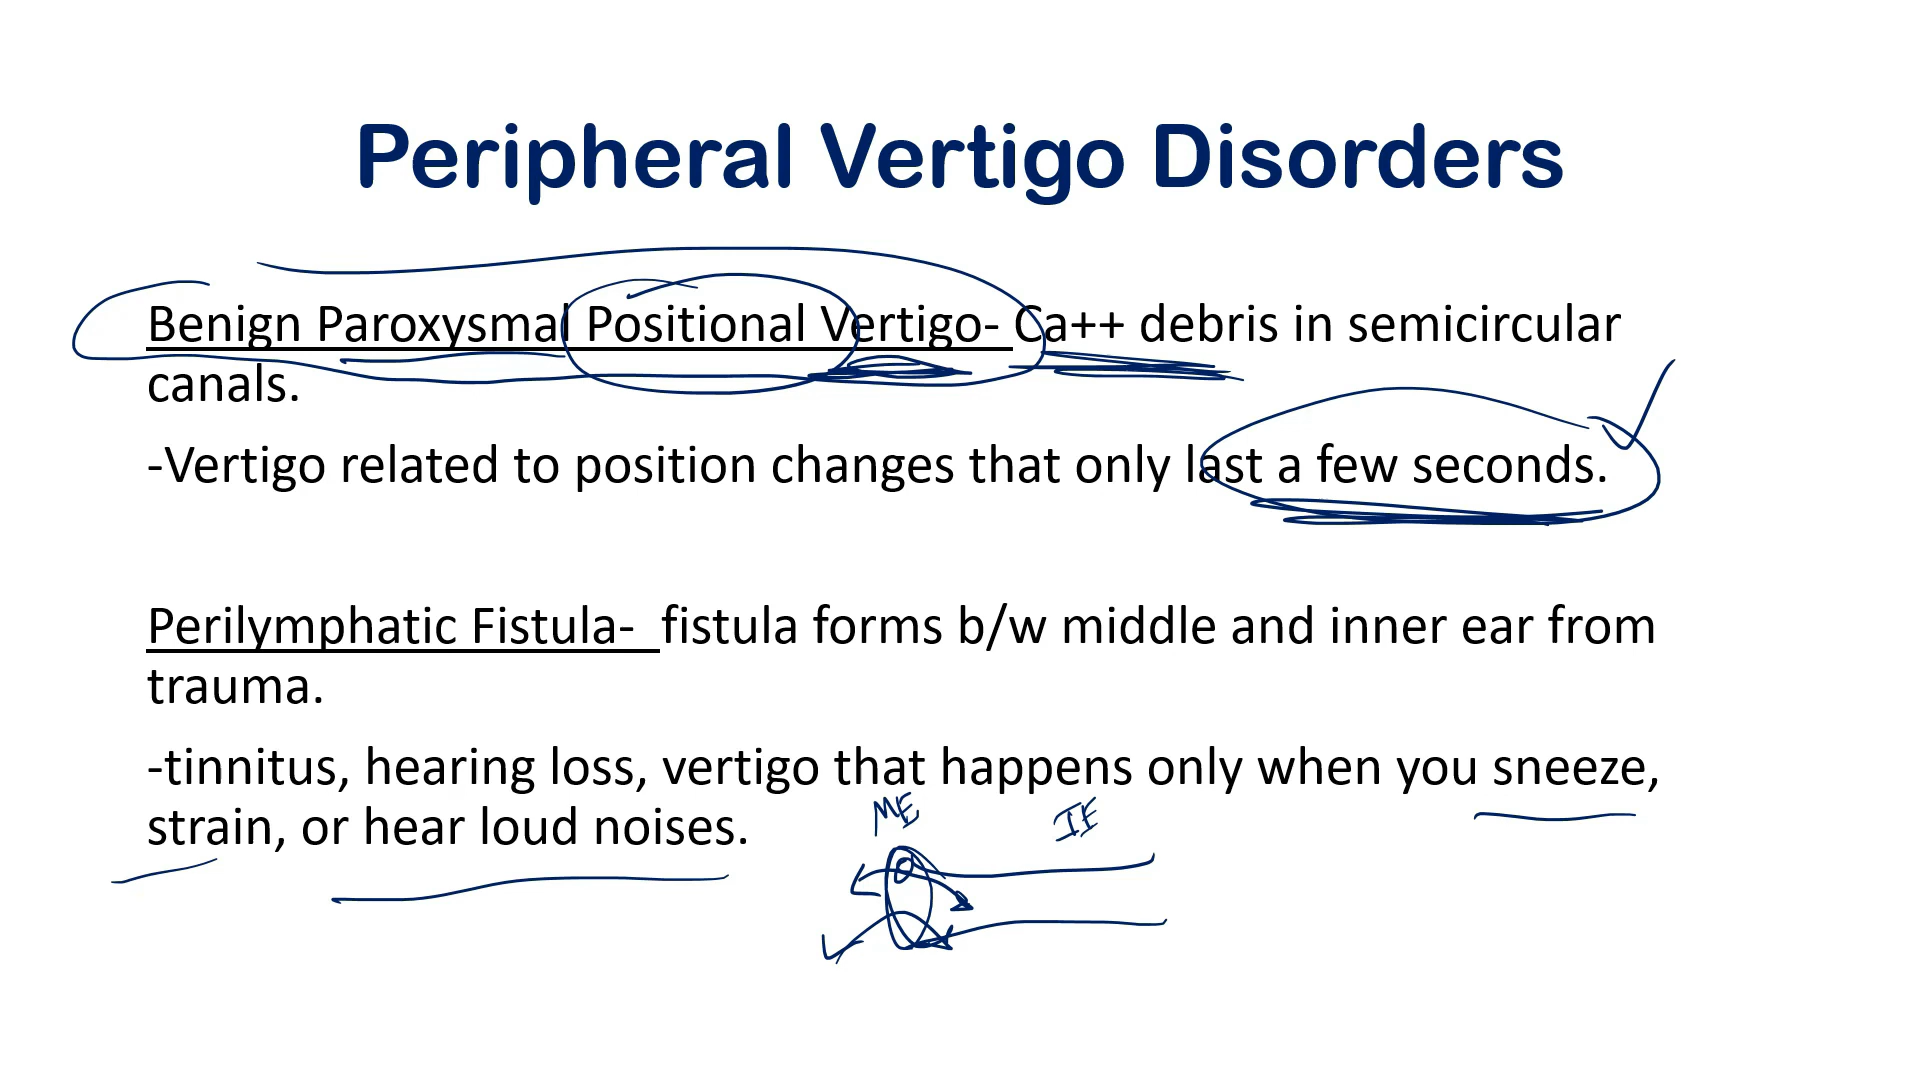 Peripheral Vertigo Disorders
Benign Paroxysmal Positional Vertigo- Ca++ debris in semicircular
canals.
-Vertigo related to position changes that only last a few seconds.
Perilymphatic Fistula- fistula forms b/w middle and inner ear from
trauma.
-tinnitus, hearing loss, vertigo that happens only when you sneeze,
strain, or hear loud noises.
ME IE